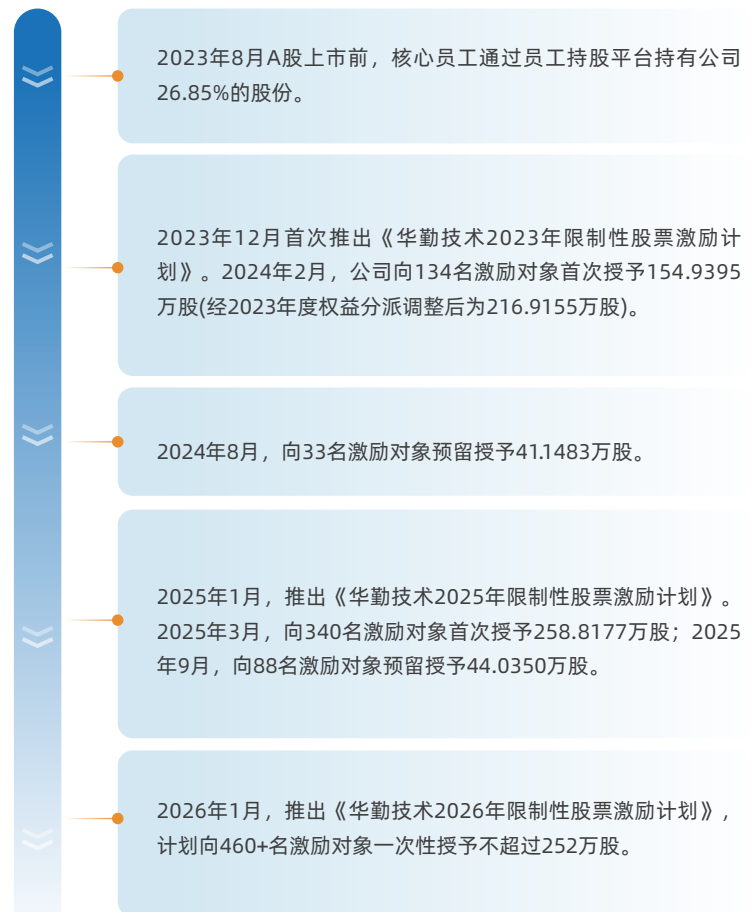 2023年8月A股上市前，核心员工通过员工持股平台持有公司
26.85%的股份。
2023年12月首次推出《华勤技术2023年限制性股票激励计
划》。2024年2月，公司向134名激励对象首次授予154.9395
万股(经2023年度权益分派调整后为216.9155万股)。
2024年8月，向33名激励对象预留授予41.1483万股。
2025年1月，推出《华勤技术2025年限制性股票激励计划》。
2025年3月，向340名激励对象首次授予258.8177万股；2025
年9月，向88名激励对象预留授予44.0350万股。
2026年1月，推出《华勤技术2026年限制性股票激励计划》，
计划向460+名激励对象一次性授予不超过252万股。